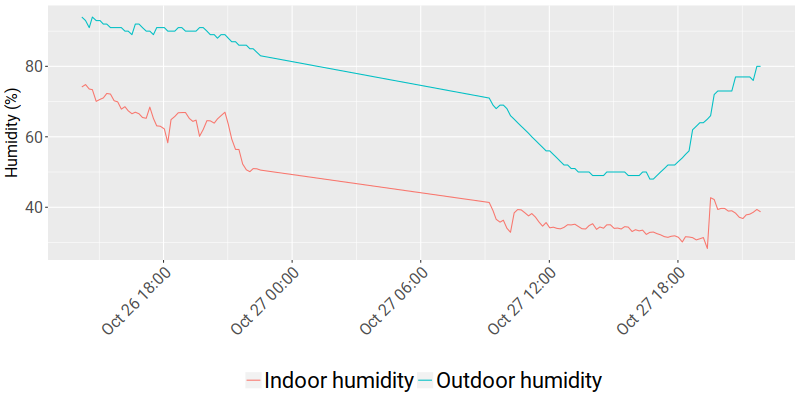 Humidity (%)
80
60
40
Oct 26 18:00
Oct 27 00:00
Oct 27 06:00
Oct 27 12:00
Oct 27 18:00
Indoor humidity Outdoor humidity